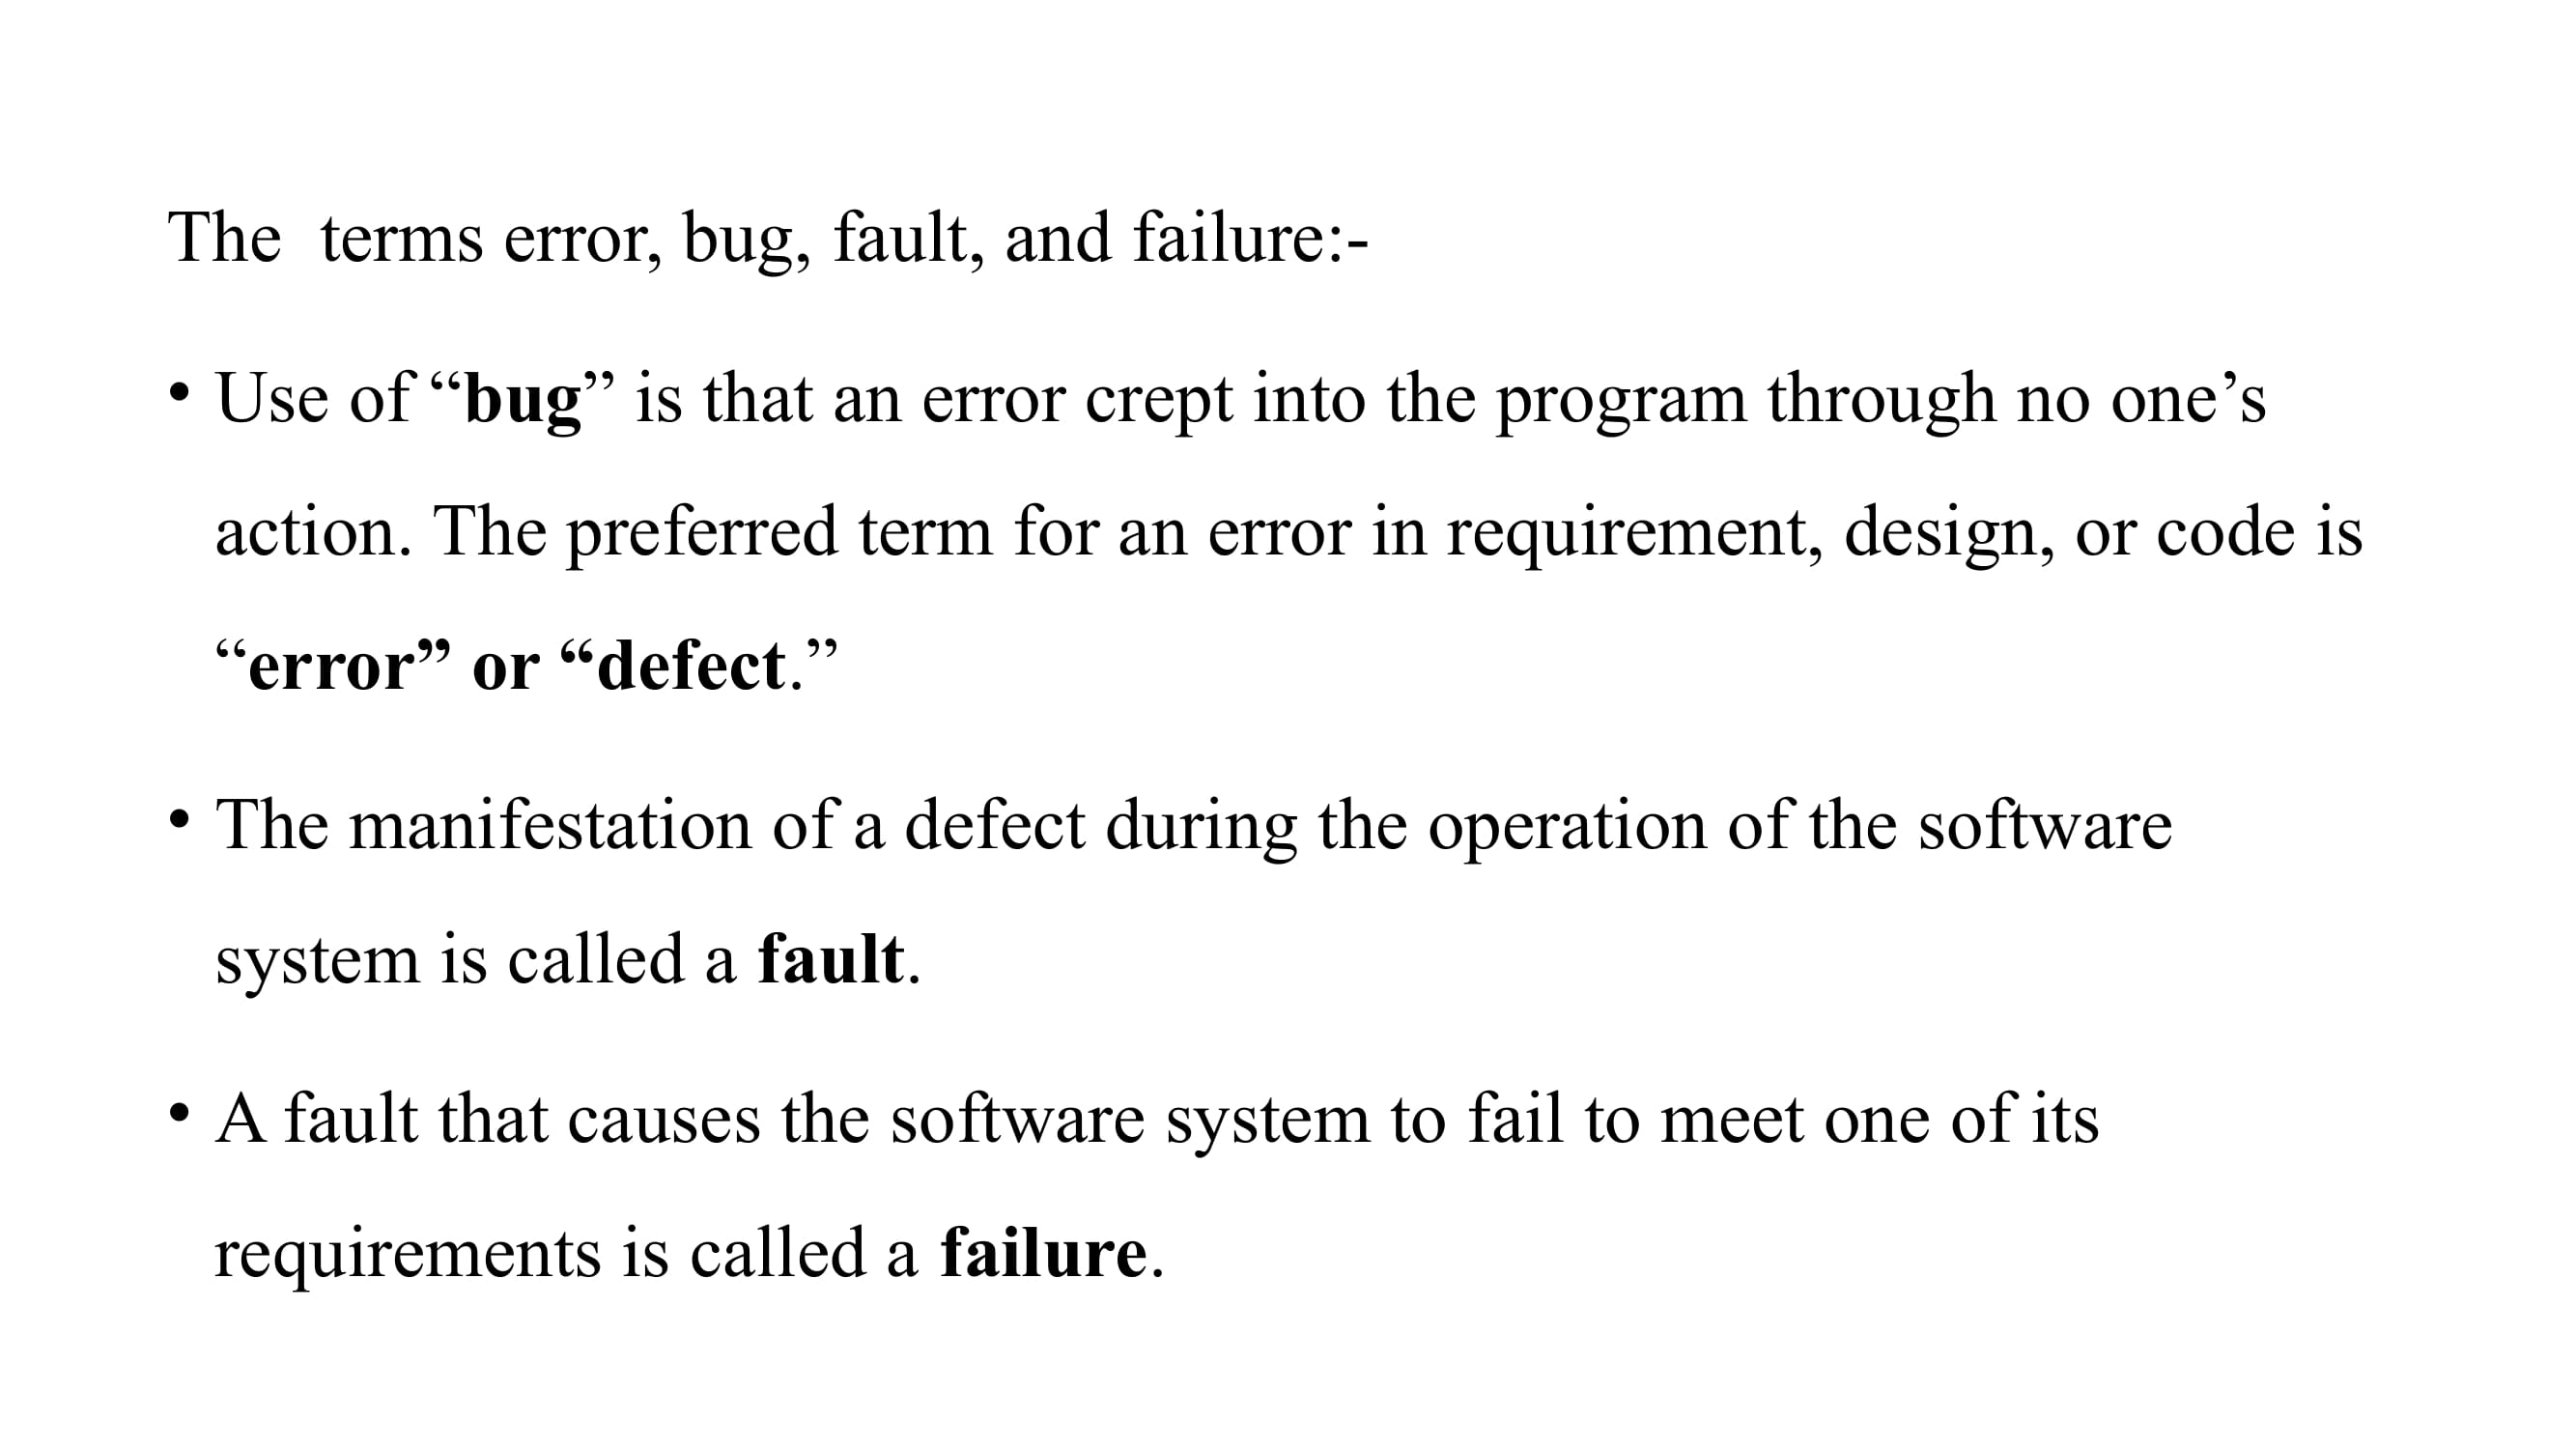 The  terms error, bug, fault, and failure:-
• Use of “bug” is that an error crept into the program through no one’s
action. The preferred term for an error in requirement, design, or code is
“error” or “defect.”
• The manifestation of a defect during the operation of the software
system is called a fault.
• A fault that causes the software system to fail to meet one of its
requirements is called a failure.